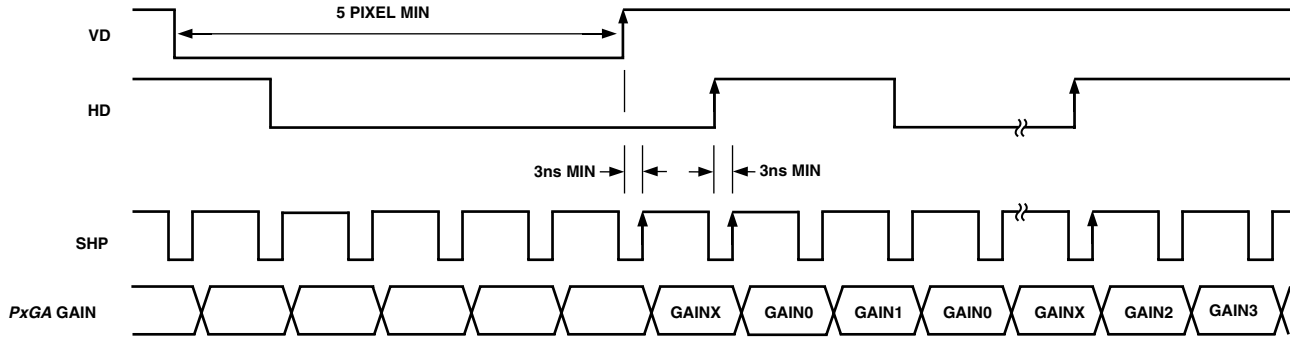 5 PIXEL MIN
VD
HD
3ns MIN 3ns MIN
SHP
PxGA GAIN GAINX GAIN0 GAIN1 GAIN0 GAINX GAIN2 GAIN3